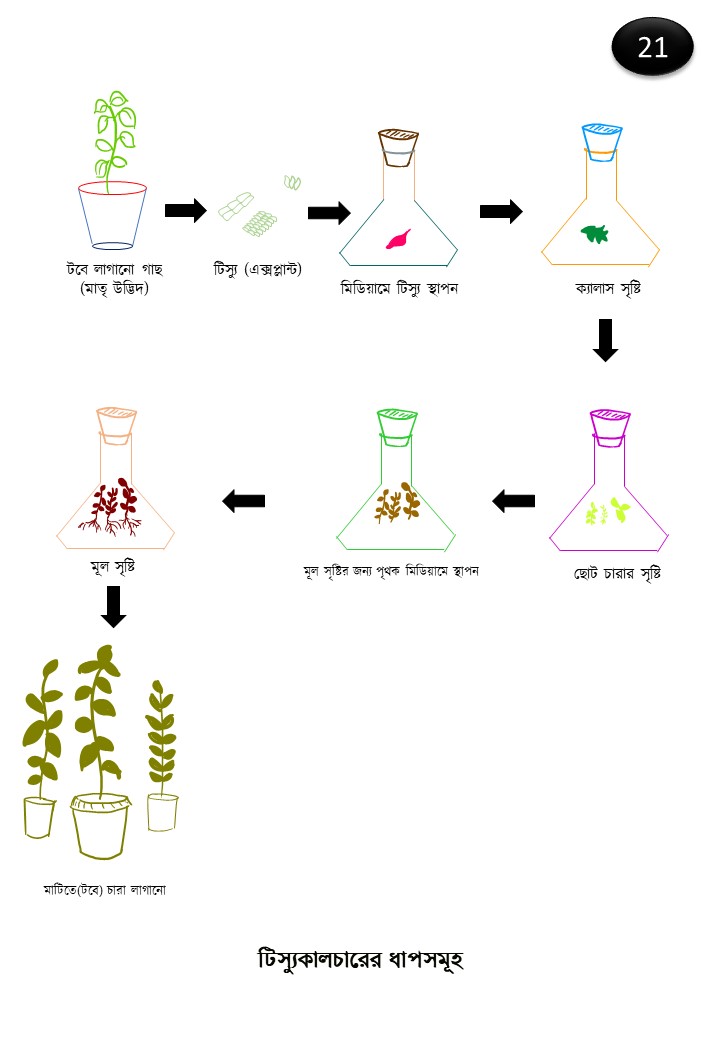 21
টবে লাগানো গাছ
(মাতৃ উদ্ভিদ)
টিস্যু (এক্সপ্লান্ট)
মিডিয়ামে টিস্যু স্থাপন
ক্যালাস সৃষ্টি
ছোট চারার সৃষ্টি
মূল সৃষ্টির জন্য পৃথক মিডিয়ামে স্থাপন
মূল সৃষ্টি
মাটিতে(টবে) চারা লাগানো
টিস্যুকালচারের ধাপসমূহ